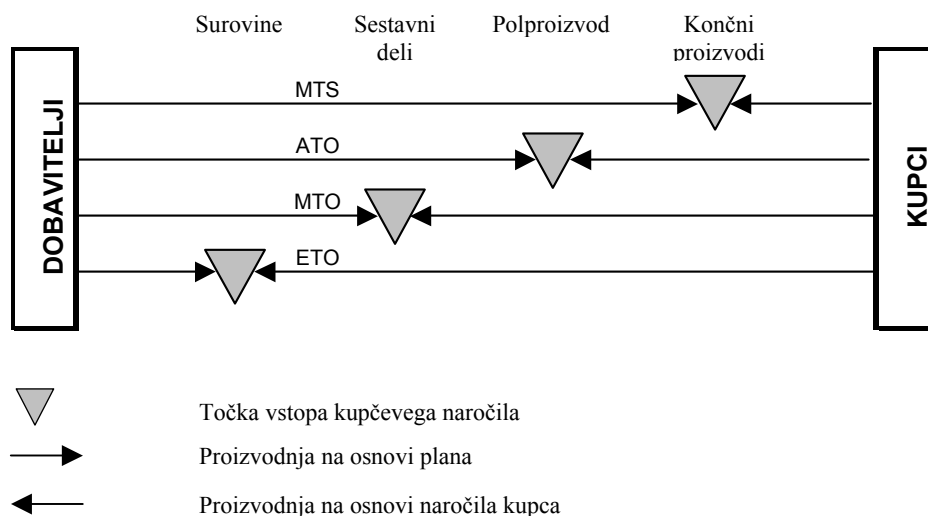 Surovine
Sestavni
deli
Polproizvod
Končni
proizvodi
DOBAVITELJI
MTS
ATO
MTO
ETO
KUPCI
Točka vstopa kupčevega naročila
Proizvodnja na osnovi plana
Proizvodnja na osnovi naročila kupca